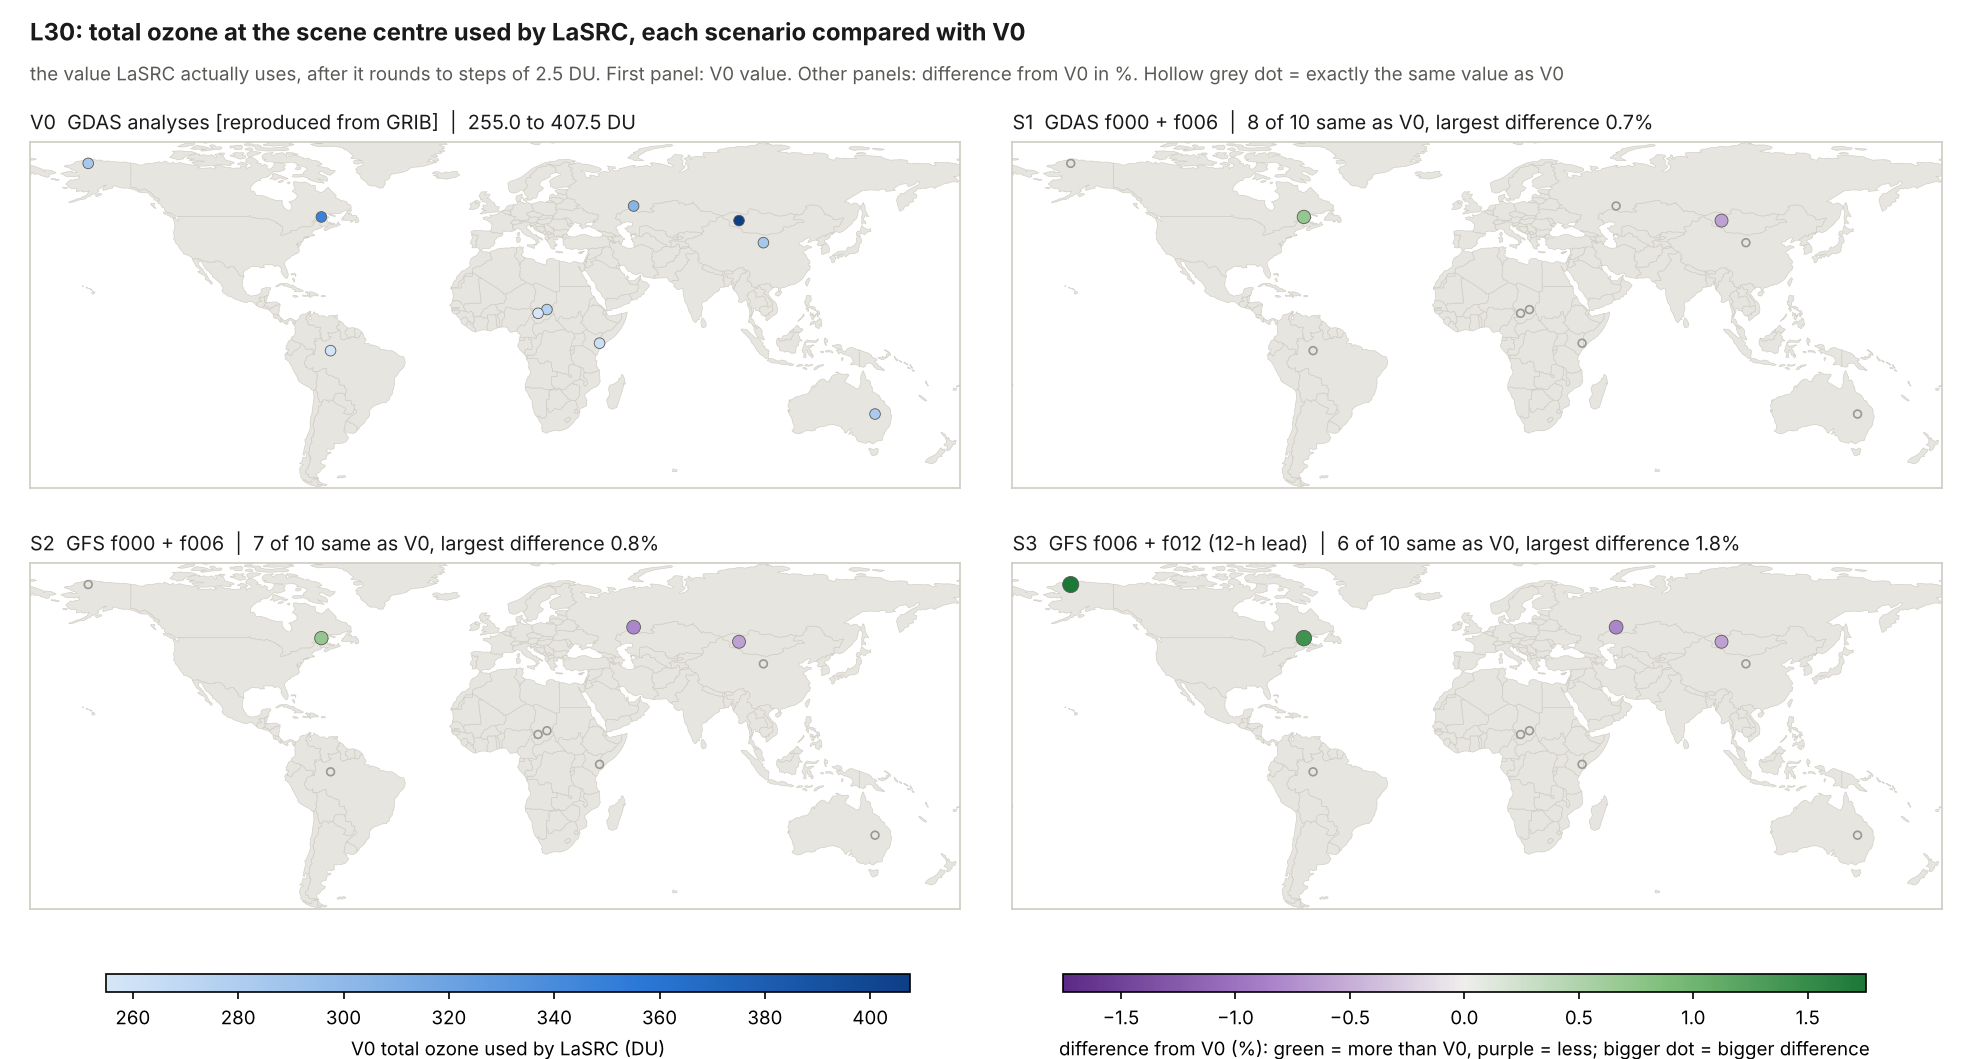 L30: total ozone at the scene centre used by LaSRC, each scenario compared with V0
the value LaSRC actually uses, after it rounds to steps of 2.5 DU. First panel: V0 value. Other panels: difference from V0 in %. Hollow grey dot = exactly the same value as V0
V0  GDAS analyses [reproduced from GRIB]  |  255.0 to 407.5 DU
S1  GDAS f000 + f006  |  8 of 10 same as V0, largest difference 0.7%
S2  GFS f000 + f006  |  7 of 10 same as V0, largest difference 0.8%
S3  GFS f006 + f012 (12-h lead)  |  6 of 10 same as V0, largest difference 1.8%
260 280 300 320 340 360 380 400
V0 total ozone used by LaSRC (DU)
−1.5 −1.0 −0.5 0.0 0.5 1.0 1.5
difference from V0 (%): green = more than V0, purple = less; bigger dot = bigger difference